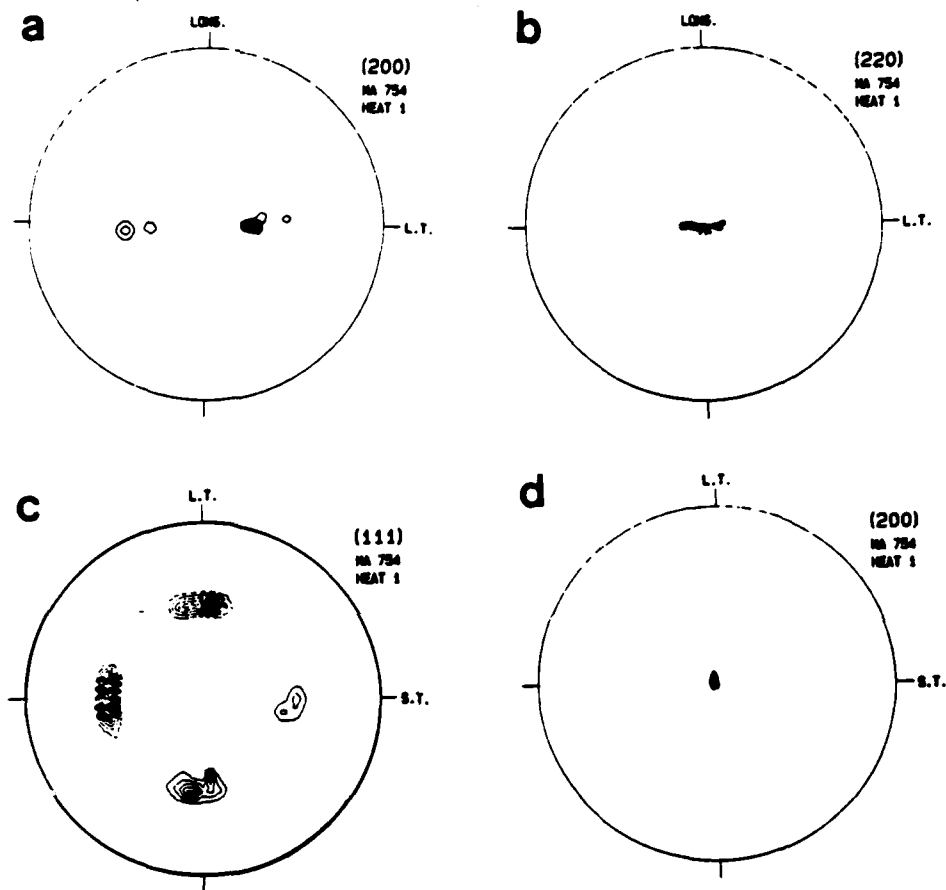 a
LONG.
(200)
MA 754
HEAT 1
L.T.
b
LONG.
(220)
MA 754
HEAT 1
L.T.
c
L.T.
(111)
MA 754
HEAT 1
S.T.
d
L.T.
(200)
MA 754
HEAT 1
S.T.